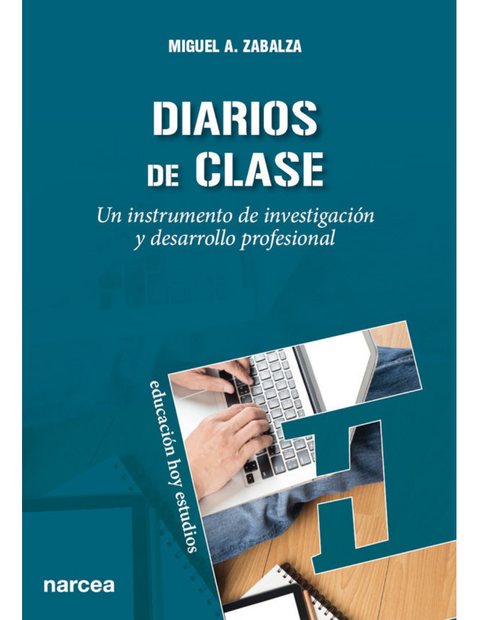 MIGUEL A. ZABALZA
DIARIOS
DE CLASE
Un instrumento de investigación
y desarrollo profesional
educación hoy estudios
narcea